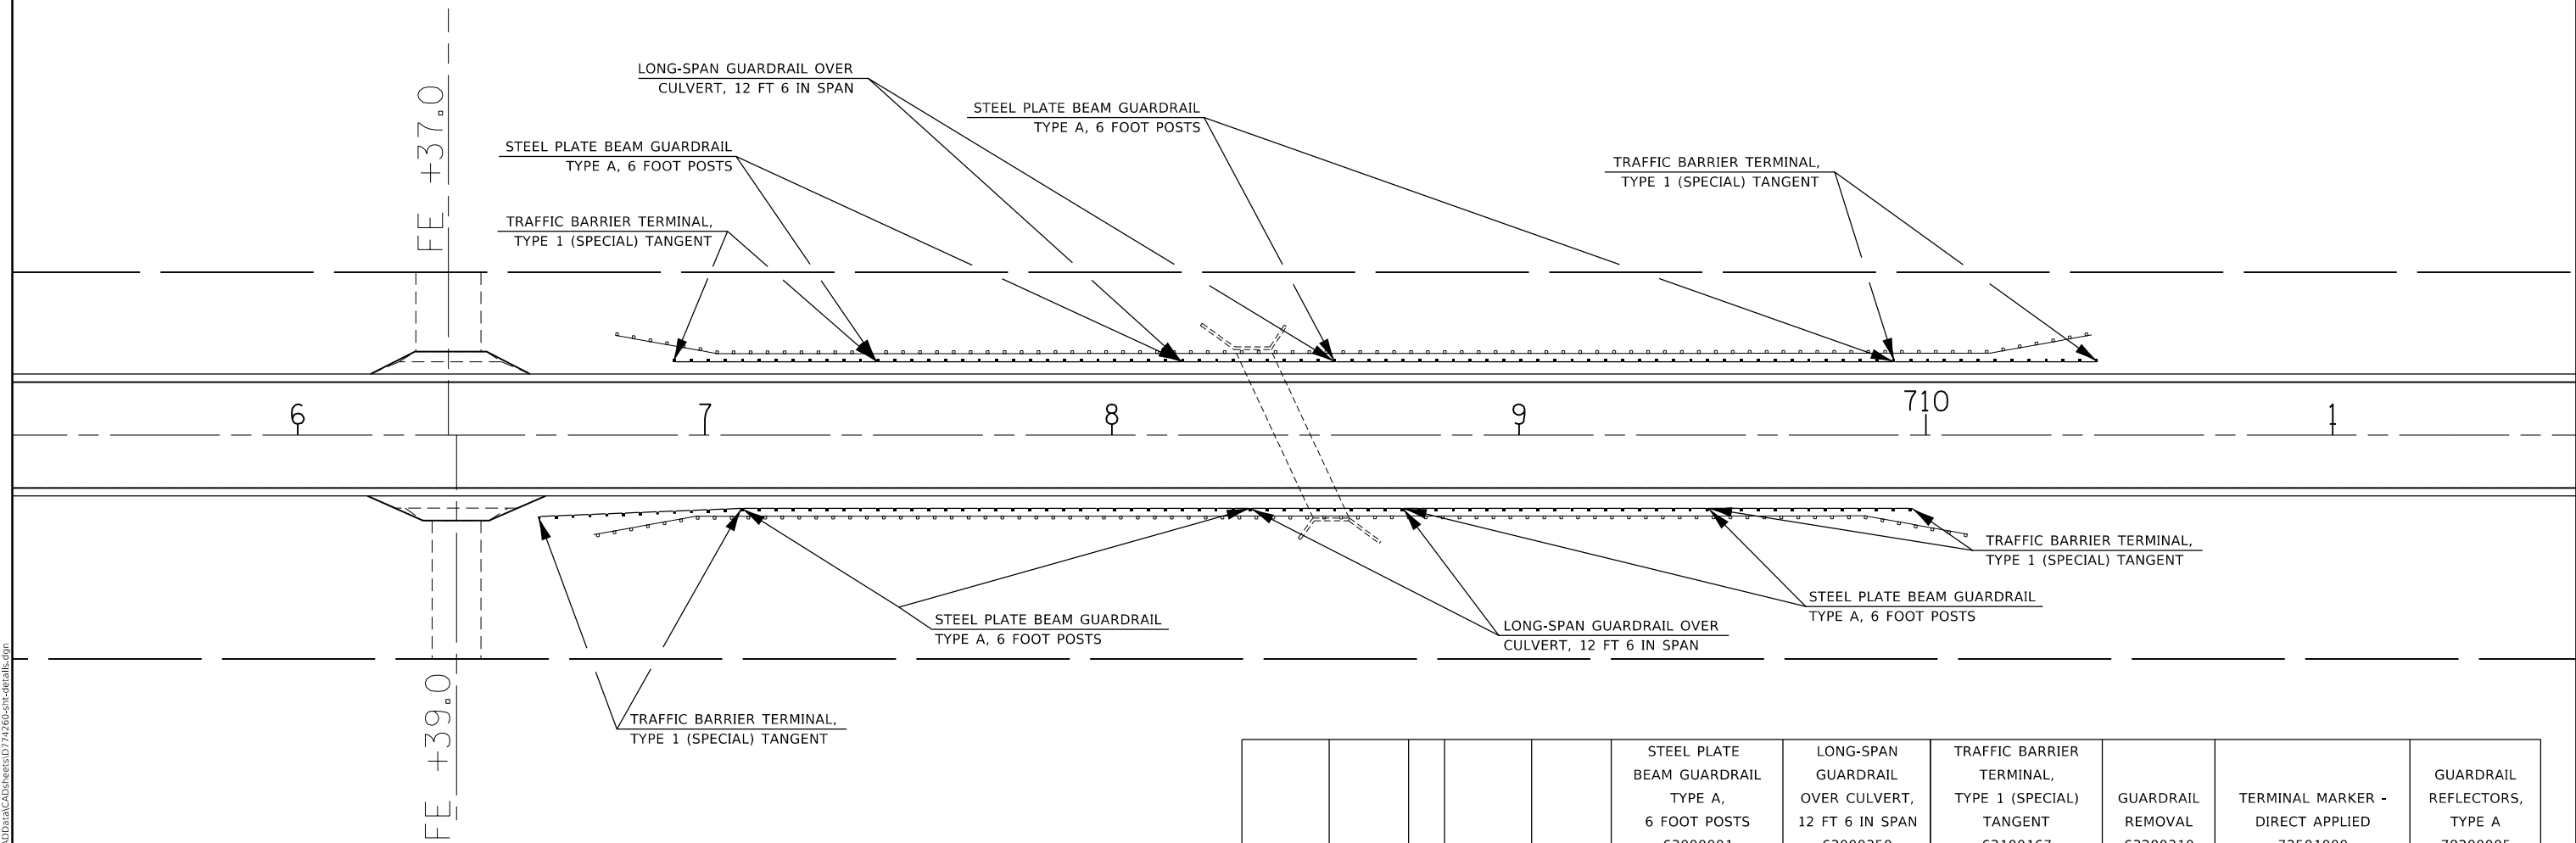 LONG-SPAN GUARDRAIL OVER
CULVERT, 12 FT 6 IN SPAN
STEEL PLATE BEAM GUARDRAIL
TYPE A, 6 FOOT POSTS
STEEL PLATE BEAM GUARDRAIL
TYPE A, 6 FOOT POSTS
TRAFFIC BARRIER TERMINAL,
TYPE 1 (SPECIAL) TANGENT
TRAFFIC BARRIER TERMINAL,
TYPE 1 (SPECIAL) TANGENT
FE +37.0
6
7
8
9
710
1
TRAFFIC BARRIER TERMINAL,
TYPE 1 (SPECIAL) TANGENT
STEEL PLATE BEAM GUARDRAIL
TYPE A, 6 FOOT POSTS
STEEL PLATE BEAM GUARDRAIL
TYPE A, 6 FOOT POSTS
LONG-SPAN GUARDRAIL OVER
CULVERT, 12 FT 6 IN SPAN
TRAFFIC BARRIER TERMINAL,
TYPE 1 (SPECIAL) TANGENT
FE +39.0
STEEL PLATE
BEAM GUARDRAIL
TYPE A,
6 FOOT POSTS
LONG-SPAN
GUARDRAIL
OVER CULVERT,
12 FT 6 IN SPAN
TRAFFIC BARRIER
TERMINAL,
TYPE 1 (SPECIAL)
TANGENT
GUARDRAIL
REMOVAL
TERMINAL MARKER -
DIRECT APPLIED
GUARDRAIL
REFLECTORS,
TYPE A